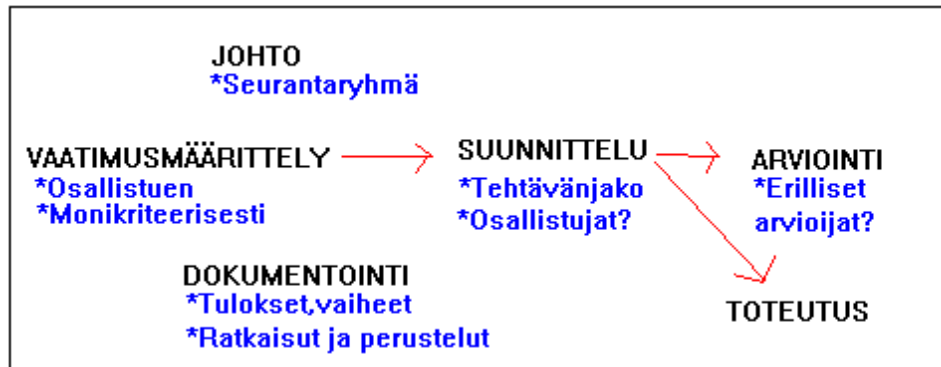 JOHTO
*Seurantaryhmä
VAATIMUSMÄÄRITTELY
*Osallistuen
*Monikriteerisesti
SUUNNITTELU
*Tehtävänjako
*Osallistujat?
ARVIOINTI
*Erilliset
arvioijat?
DOKUMENTOINTI
*Tulokset,vaiheet
*Ratkaisut ja perustelut
TOTEUTUS